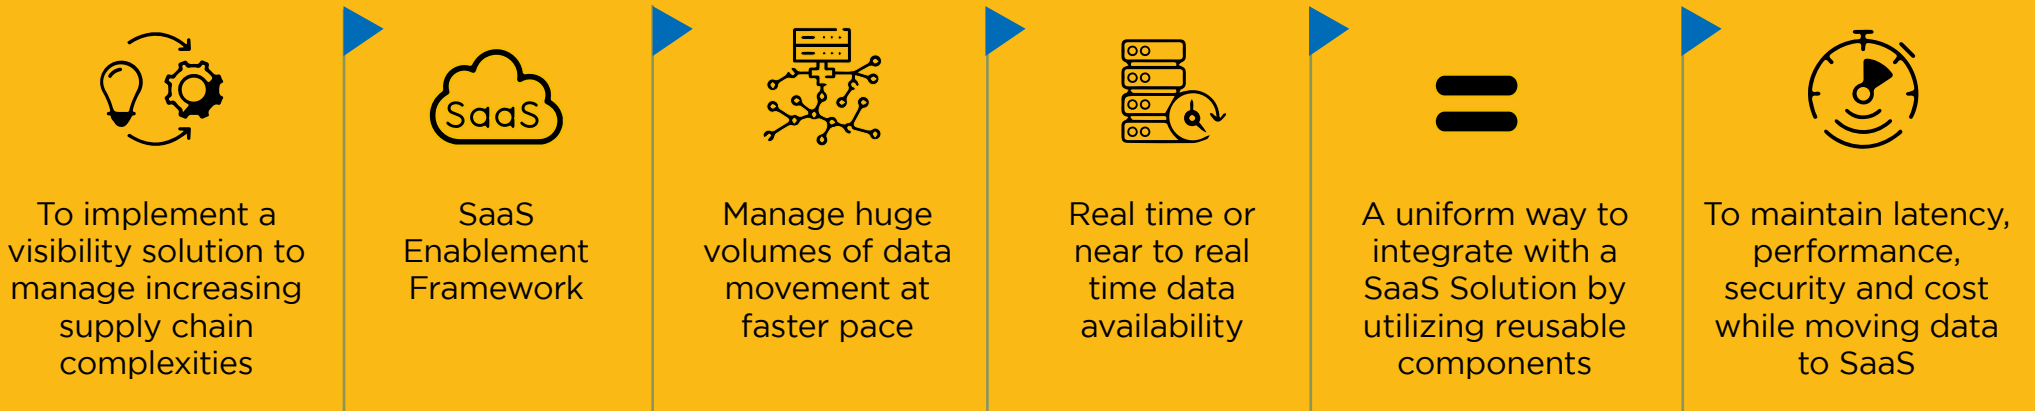 To implement a
visibility solution to
manage increasing
supply chain
complexities
SaaS
SaaS
Enablement
Framework
Manage huge
volumes of data
movement at
faster pace
Real time or
near to real
time data
availability
A uniform way to
integrate with a
SaaS Solution by
utilizing reusable
components
To maintain latency,
performance,
security and cost
while moving data
to SaaS